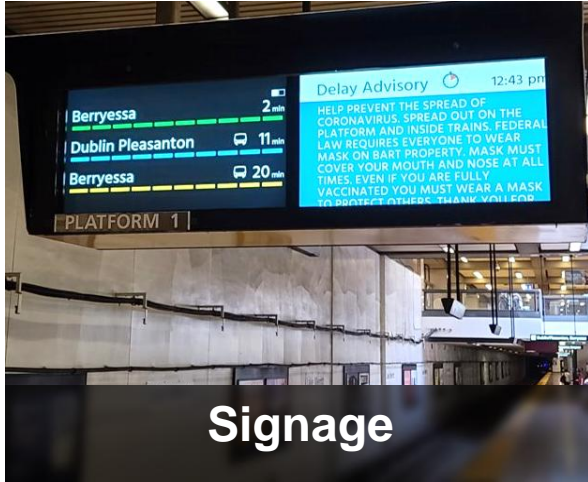 Berryessa 2 min
Dublin Pleasanton 11 min
Berryessa 20 min
Delay Advisory 12:43 pm
HELP PREVENT THE SPREAD OF
CORONAVIRUS. SPREAD OUT ON THE
PLATFORM AND INSIDE TRAINS. FEDERAL
LAW REQUIRES EVERYONE TO WEAR
MASK ON BART PROPERTY. MASK MUST
COVER YOUR MOUTH AND NOSE AT ALL
TIMES. EVEN IF YOU ARE FULLY
VACCINATED YOU MUST WEAR A MASK
TO PROTECT OTHERS. THANK YOU FOR
PLATFORM 1
Signage